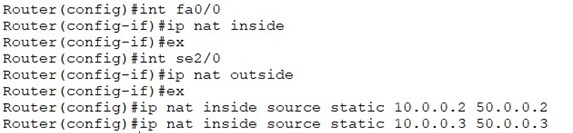 Router(config)#int fa0/0
Router(config-if)#ip nat inside
Router(config-if)#ex
Router(config)#int se2/0
Router(config-if)#ip nat outside
Router(config-if)#ex
Router(config)#ip nat inside source static 10.0.0.2 50.0.0.2
Router(config)#ip nat inside source static 10.0.0.3 50.0.0.3